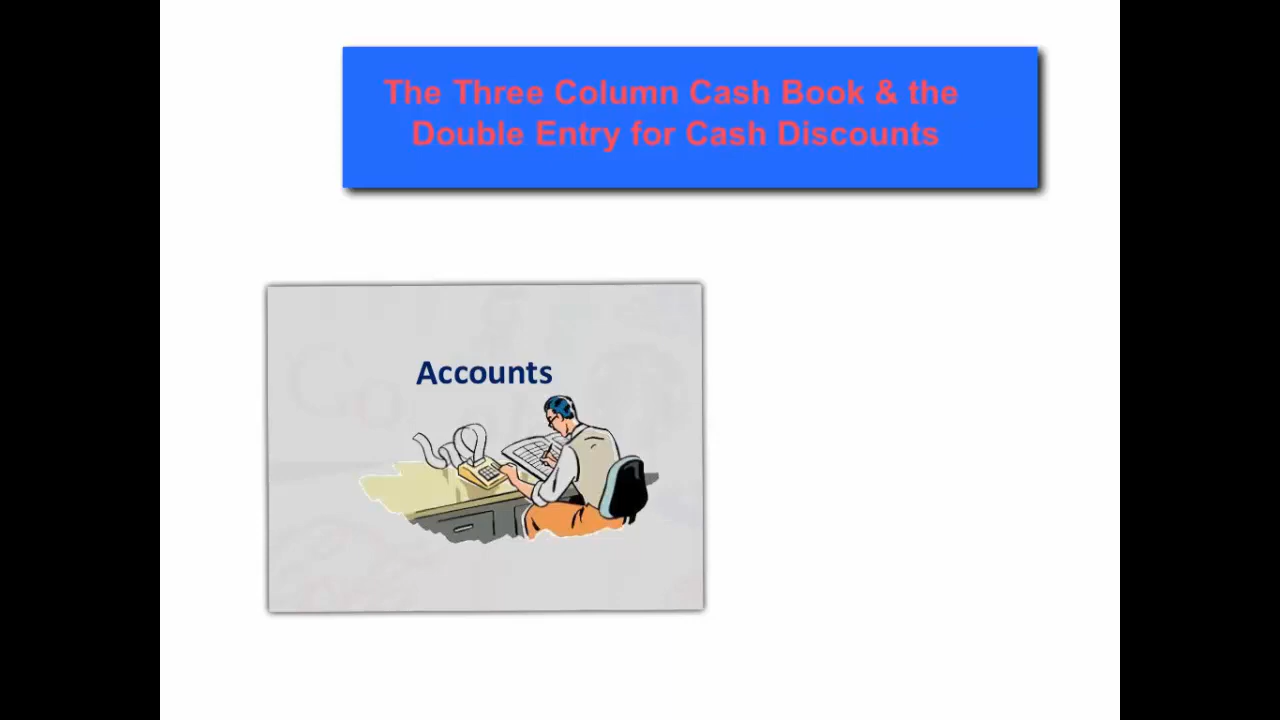 The Three Column Cash Book & the
Double Entry for Cash Discounts
Accounts